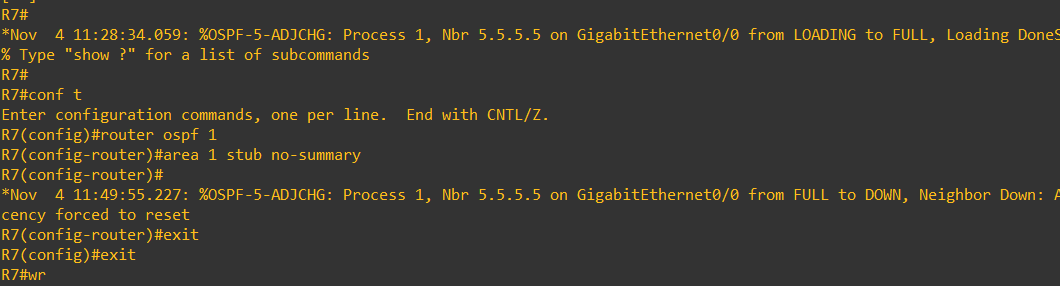 R7#
*Nov  4 11:28:34.059: %OSPF-5-ADJCHG: Process 1, Nbr 5.5.5.5 on GigabitEthernet0/0 from LOADING to FULL, Loading DoneS
% Type "show ?" for a list of subcommands
R7#
R7#conf t
Enter configuration commands, one per line.  End with CNTL/Z.
R7(config)#router ospf 1
R7(config-router)#area 1 stub no-summary
R7(config-router)#
*Nov  4 11:49:55.227: %OSPF-5-ADJCHG: Process 1, Nbr 5.5.5.5 on GigabitEthernet0/0 from FULL to DOWN, Neighbor Down: A
cency forced to reset
R7(config-router)#exit
R7(config)#exit
R7#wr